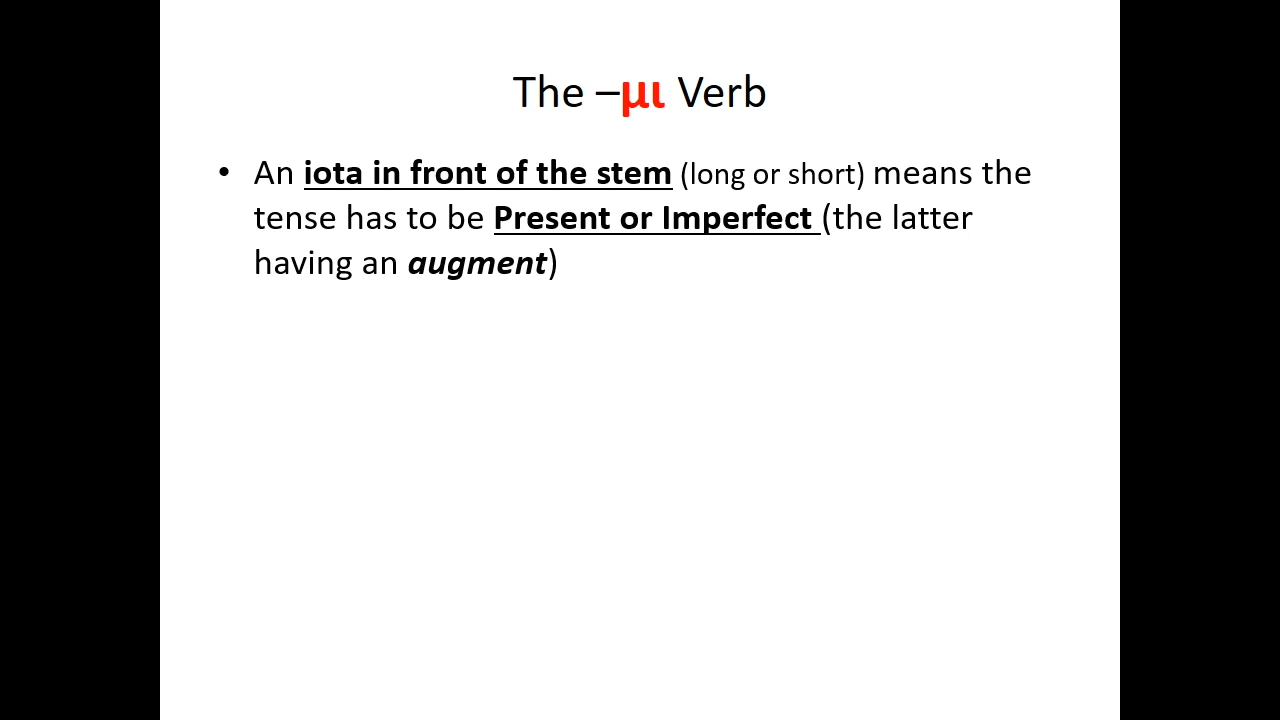 The –μι Verb
• An iota in front of the stem (long or short) means the
tense has to be Present or Imperfect (the latter
having an augment)